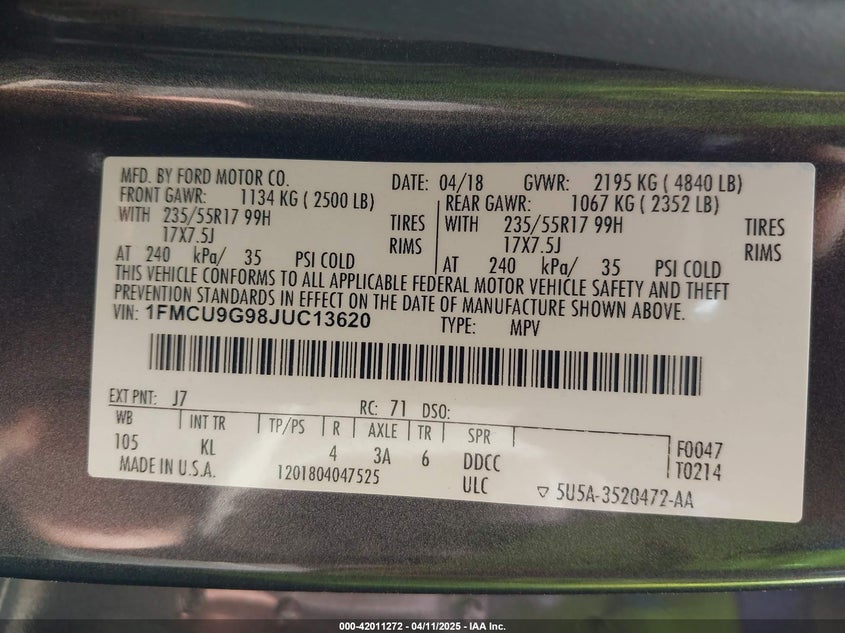 MFD. BY FORD MOTOR CO. DATE: 04/18 GVWR: 2195 KG ( 4840 LB)
FRONT GAWR: 1134 KG ( 2500 LB) REAR GAWR: 1067 KG ( 2352 LB)
WITH 235/55R17 99H TIRES WITH 235/55R17 99H TIRES
17X7.5J RIMS 17X7.5J RIMS
AT 240 kPa/ 35 PSI COLD AT 240 kPa/ 35 PSI COLD
THIS VEHICLE CONFORMS TO ALL APPLICABLE FEDERAL MOTOR VEHICLE SAFETY AND THEFT
PREVENTION STANDARDS IN EFFECT ON THE DATE OF MANUFACTURE SHOWN ABOVE.
VIN: 1FMCU9G98JUC13620 TYPE: MPV
EXT PNT: J7 RC: 71 DSO:
WB INT TR TP/PS R AXLE TR SPR
105 KL 4 3A 6 DDCC F0047
MADE IN U.S.A. 1201804047525 ULC T0214
5U5A-3520472-AA
000-42011272 - 04/11/2025 - IAA Inc.